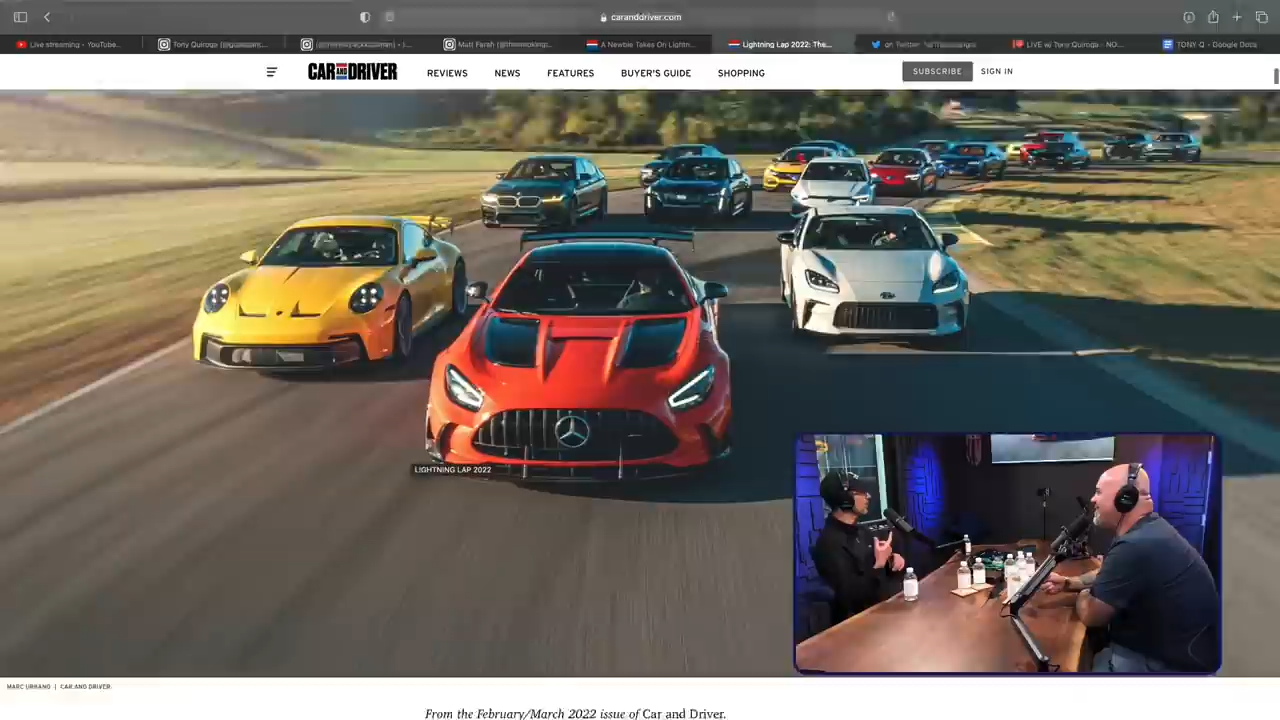 caranddriver.com
Live streaming - YouTube...
Tony Quiroga
Matt Farah
A Newbie Takes On Lightn...
Lightning Lap 2022: The...
on Twitter
LIVE w/ Tony Quiroga - NO...
TONY Q - Google Docs
CAR AND DRIVER
REVIEWS
NEWS
FEATURES
BUYER'S GUIDE
SHOPPING
SUBSCRIBE
SIGN IN
LIGHTNING LAP 2022
MARC URBANO | CAR AND DRIVER
From the February/March 2022 issue of Car and Driver.